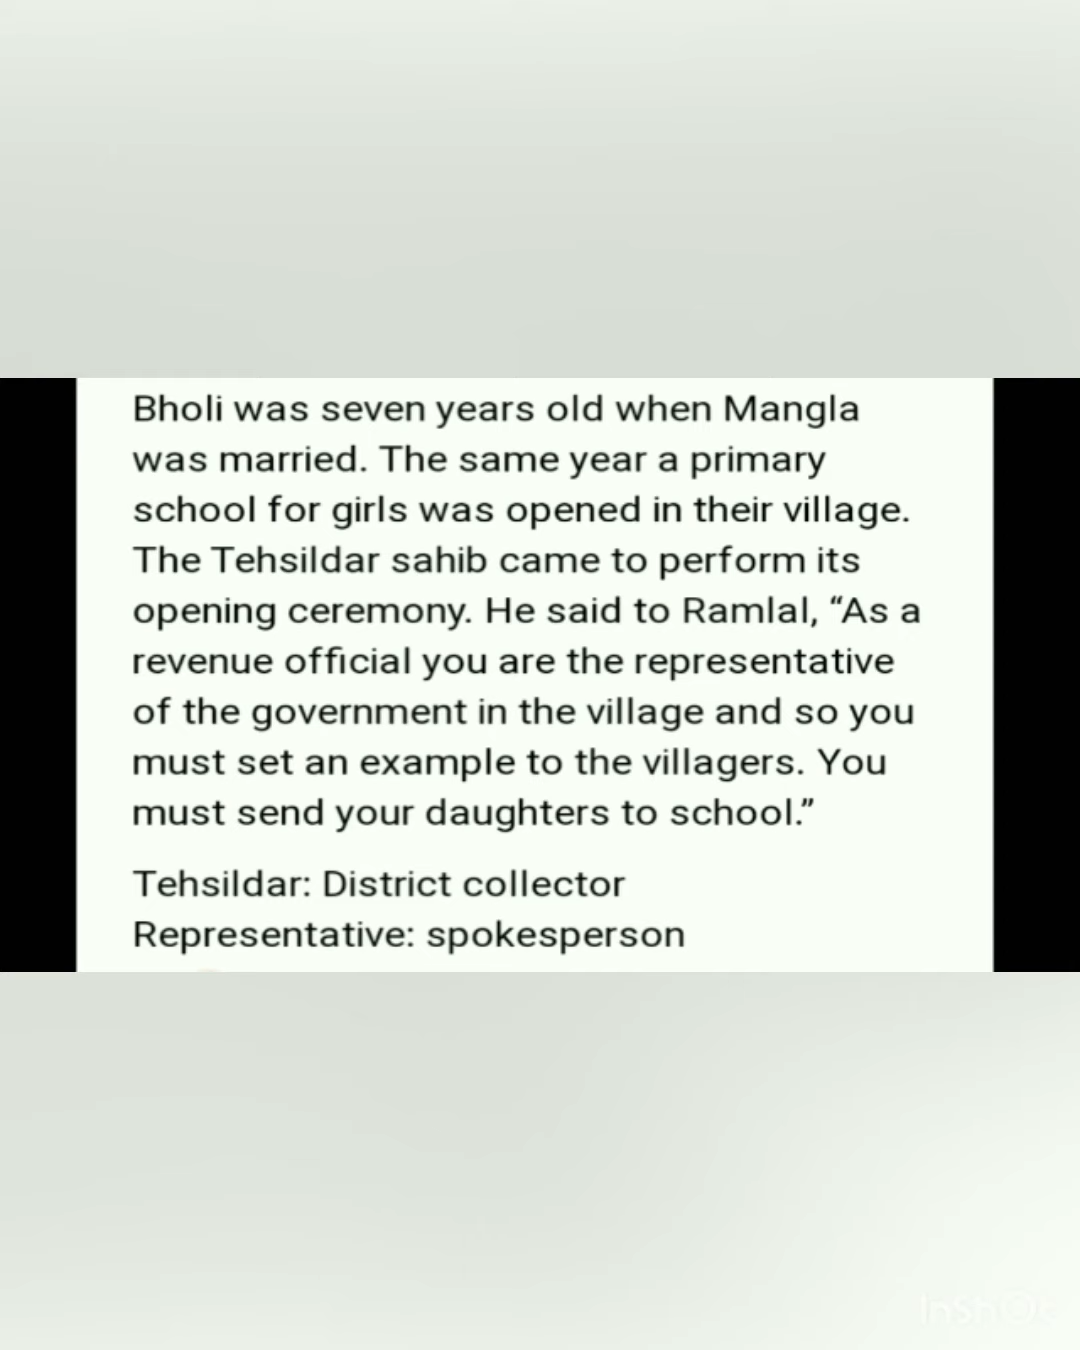 Bholi was seven years old when Mangla
was married. The same year a primary
school for girls was opened in their village.
The Tehsildar sahib came to perform its
opening ceremony. He said to Ramlal, “As a
revenue official you are the representative
of the government in the village and so you
must set an example to the villagers. You
must send your daughters to school.”
Tehsildar: District collector
Representative: spokesperson
InShOt